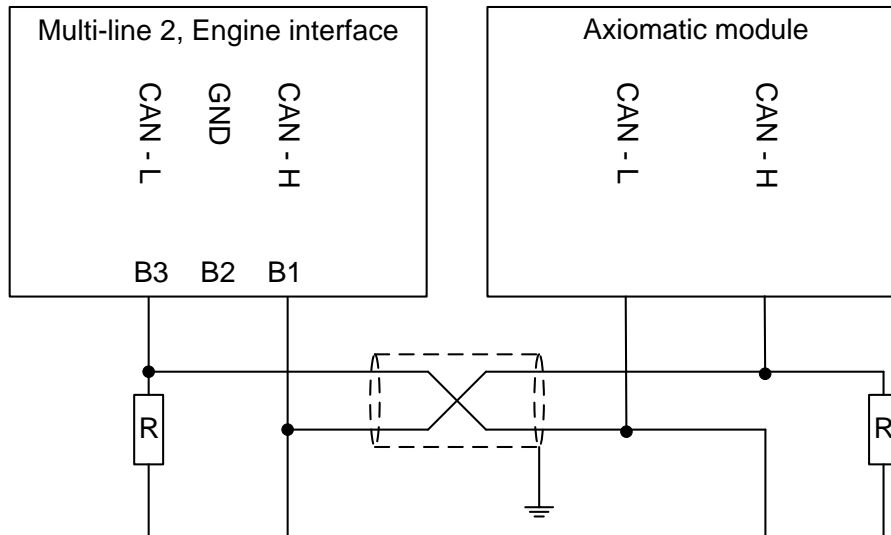 Multi-line 2, Engine interface
CAN - L
GND
CAN - H
B3
B2
B1
Axiomatic module
CAN - L
CAN - H
R
R